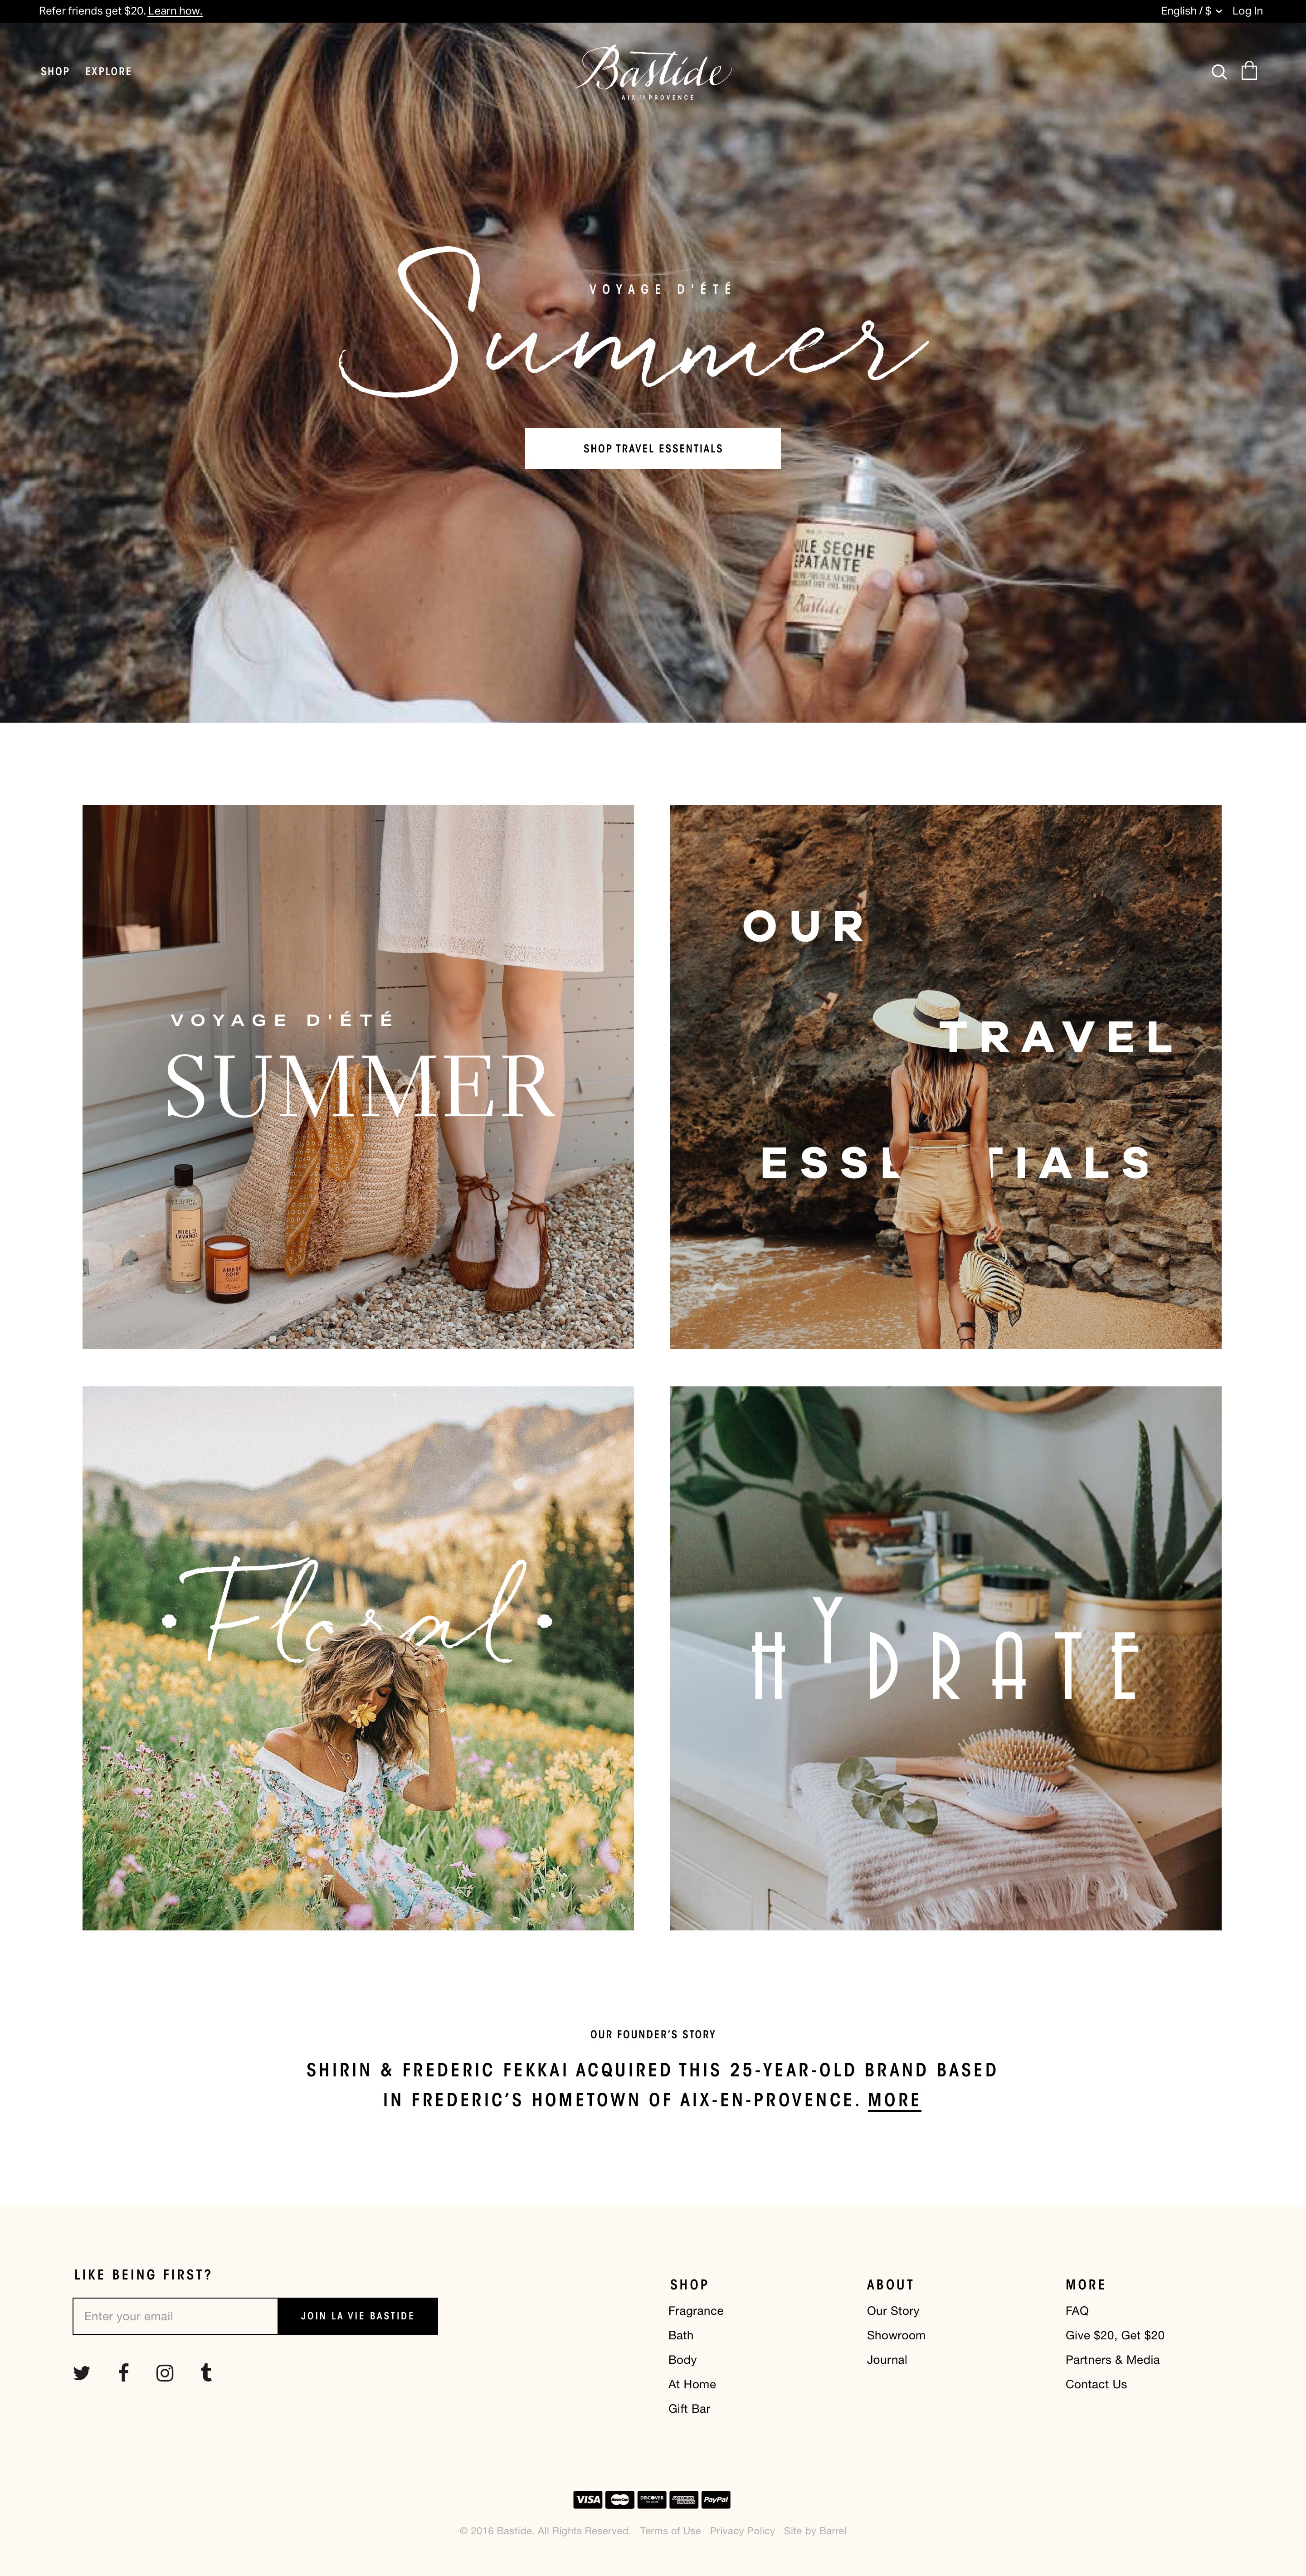 Refer friends get $20. Learn how.
English / $
Log In
SHOP
EXPLORE
Bastide
AIX EN PROVENCE
VOYAGE D'ÉTÉ
Summer
SHOP TRAVEL ESSENTIALS
SECHE
EPATANTE
Bastide
VOYAGE D'ÉTÉ
SUMMER
MIEL DE
LAVANDE
AMBRE
SOIR
OUR
TRAVEL
ESSENTIALS
Floral
HYDRATE
OUR FOUNDER’S STORY
SHIRIN & FREDERIC FEKKAI ACQUIRED THIS 25-YEAR-OLD BRAND BASED
IN FREDERIC’S HOMETOWN OF AIX-EN-PROVENCE. MORE
LIKE BEING FIRST?
Enter your email
JOIN LA VIE BASTIDE
SHOP
Fragrance
Bath
Body
At Home
Gift Bar
ABOUT
Our Story
Showroom
Journal
MORE
FAQ
Give $20, Get $20
Partners & Media
Contact Us
VISA
DISCOVER
AMERICAN EXPRESS
PayPal
© 2016 Bastide. All Rights Reserved. Terms of Use Privacy Policy Site by Barrel